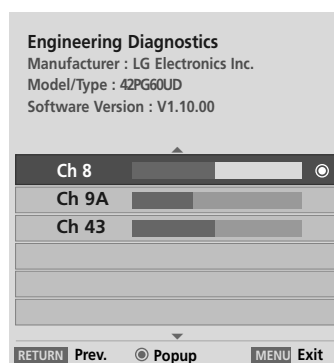 Engineering Diagnostics
Manufacturer : LG Electronics Inc.
Model/Type : 42PG60UD
Software Version : V1.10.00
Ch 8
Ch 9A
Ch 43
RETURN Prev. Popup MENU Exit